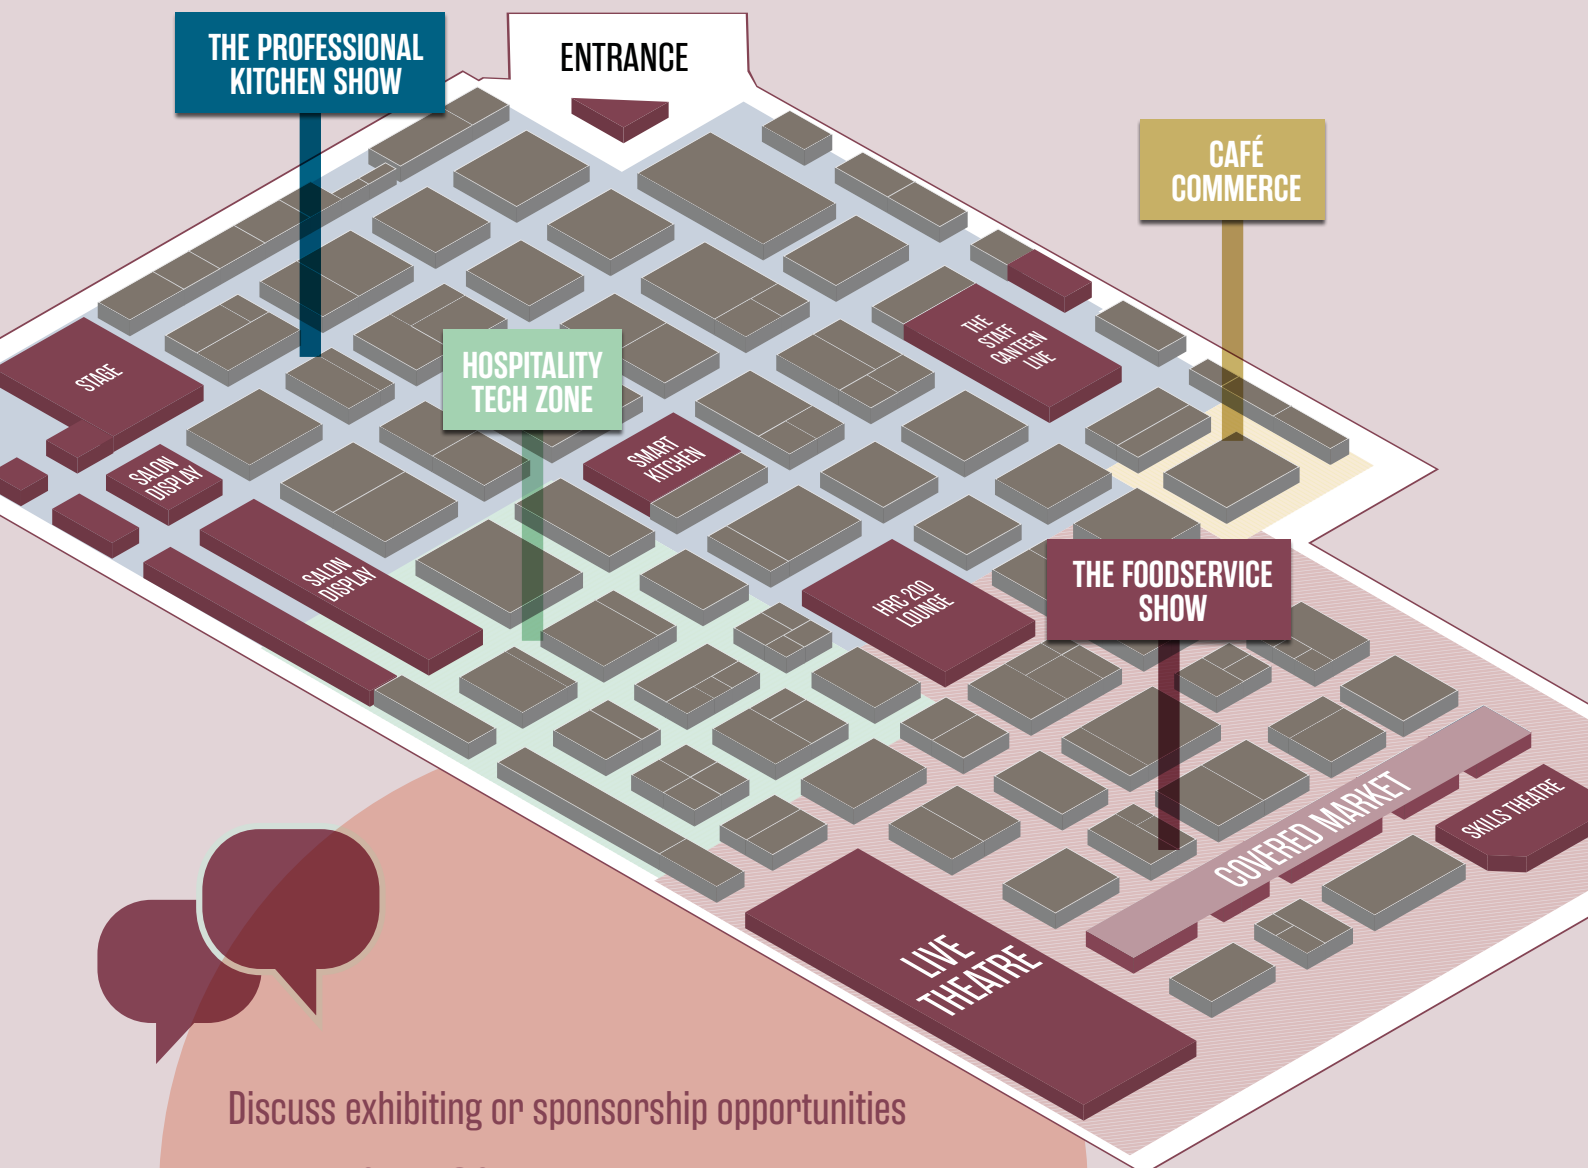 THE PROFESSIONAL
KITCHEN SHOW
ENTRANCE
CAFÉ
COMMERCE
THE
STAFF
CANTEEN
LIVE
STAGE
HOSPITALITY
TECH ZONE
SMART
KITCHEN
SALON
DISPLAY
SALON
DISPLAY
HRC 200
LOUNGE
THE FOODSERVICE
SHOW
COVERED MARKET
SKILLS THEATRE
LIVE
THEATRE
Discuss exhibiting or sponsorship opportunities